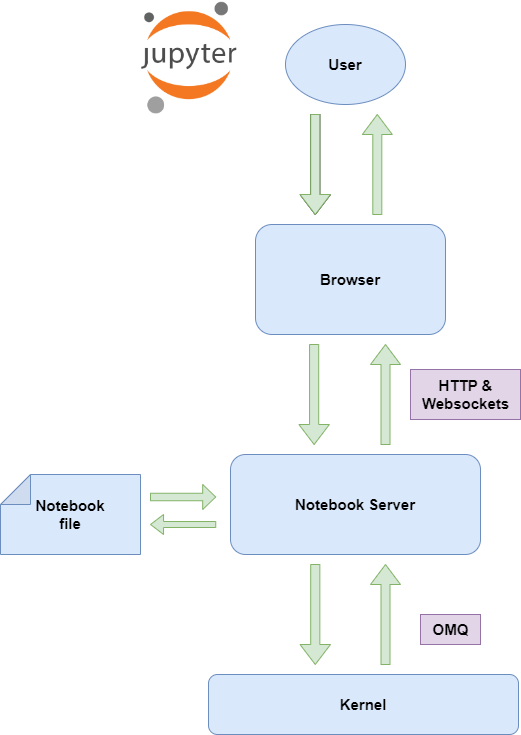 jupyter
User
Browser
HTTP &
Websockets
Notebook
file
Notebook Server
OMQ
Kernel